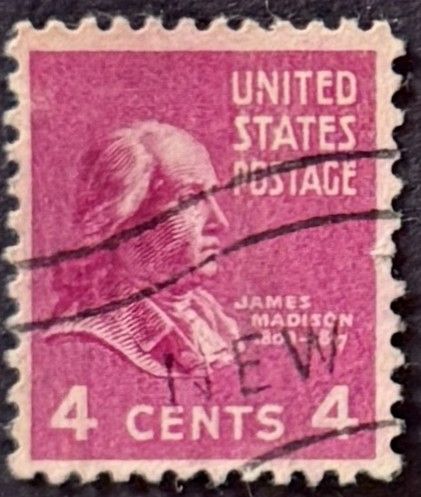 UNITED
STATES
POSTAGE
JAMES
MADISON
NEW
4 CENTS 4